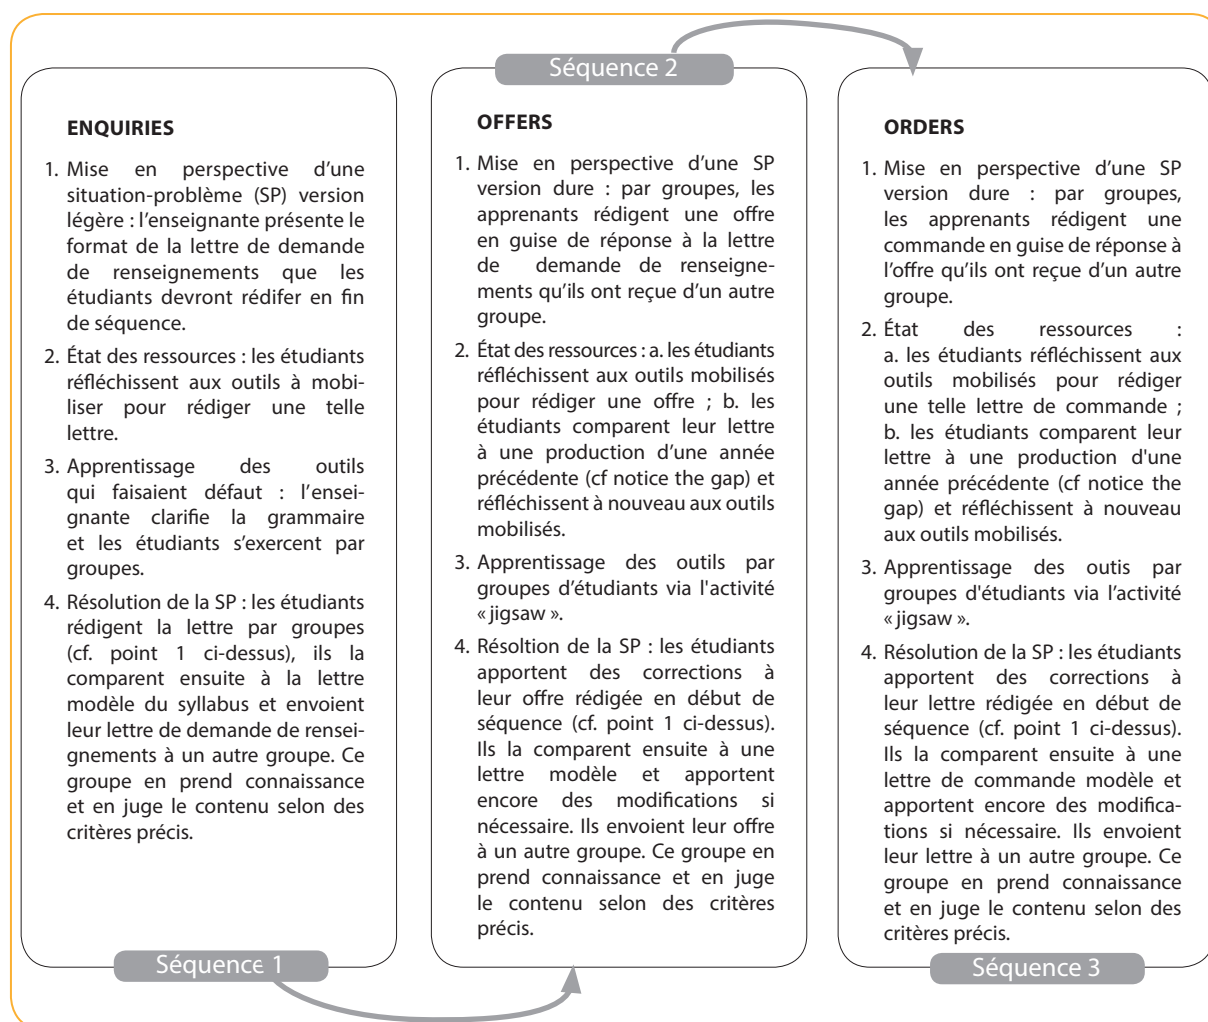 Séquence 2
ENQUIRIES
1. Mise en perspective d'une
situation-problème (SP) version
légère : l'enseignante présente le
format de la lettre de demande
de renseignements que les
étudiants devront rédifer en fin
de séquence.
2. État des ressources : les étudiants
réfléchissent aux outils à mobi-
liser pour rédiger une telle
lettre.
3. Apprentissage des outils
qui faisaient défaut : l'ensei-
gnante clarifie la grammaire
et les étudiants s'exercent par
groupes.
4. Résolution de la SP : les étudiants
rédigent la lettre par groupes
(cf. point 1 ci-dessus), ils la
comparent ensuite à la lettre
modèle du syllabus et envoient
leur lettre de demande de rensei-
gnements à un autre groupe. Ce
groupe en prend connaissance
et en juge le contenu selon des
critères précis.
Séquence 1
OFFERS
1. Mise en perspective d'une SP
version dure : par groupes, les
apprenants rédigent une offre
en guise de réponse à la lettre
de demande de renseigne-
ments qu'ils ont reçue d'un autre
groupe.
2. État des ressources : a. les étudiants
réfléchissent aux outils mobilisés
pour rédiger une offre ; b. les
étudiants comparent leur lettre
à une production d'une année
précédente (cf notice the gap) et
réfléchissent à nouveau aux outils
mobilisés.
3. Apprentissage des outils par
groupes d'étudiants via l'activité
« jigsaw ».
4. Résoltion de la SP : les étudiants
apportent des corrections à
leur offre rédigée en début de
séquence (cf. point 1 ci-dessus).
Ils la comparent ensuite à une
lettre modèle et apportent
encore des modifications si
nécessaire. Ils envoient leur offre
à un autre groupe. Ce groupe en
prend connaissance et en juge
le contenu selon des critères
précis.
ORDERS
1. Mise en perspective d'une SP
version dure : par groupes,
les apprenants rédigent une
commande en guise de réponse à
l'offre qu'ils ont reçue d'un autre
groupe.
2. État des ressources :
a. les étudiants réfléchissent aux
outils mobilisés pour rédiger
une telle lettre de commande ;
b. les étudiants comparent leur
lettre à une production d'une
année précédente (cf notice the
gap) et réfléchissent à nouveau
aux outils mobilisés.
3. Apprentissage des outis par
groupes d'étudiants via l'activité
« jigsaw ».
4. Résolution de la SP : les étudiants
apportent des corrections à
leur lettre rédigée en début de
séquence (cf. point 1 ci-dessus).
Ils la comparent ensuite à une
lettre de commande modèle et
apportent encore des modifica-
tions si nécessaire. Ils envoient
leur lettre à un autre groupe. Ce
groupe en prend connaissance
et en juge le contenu selon des
critères précis.
Séquence 3